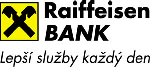 Raiffeisen
BANK
Lepší služby každý den